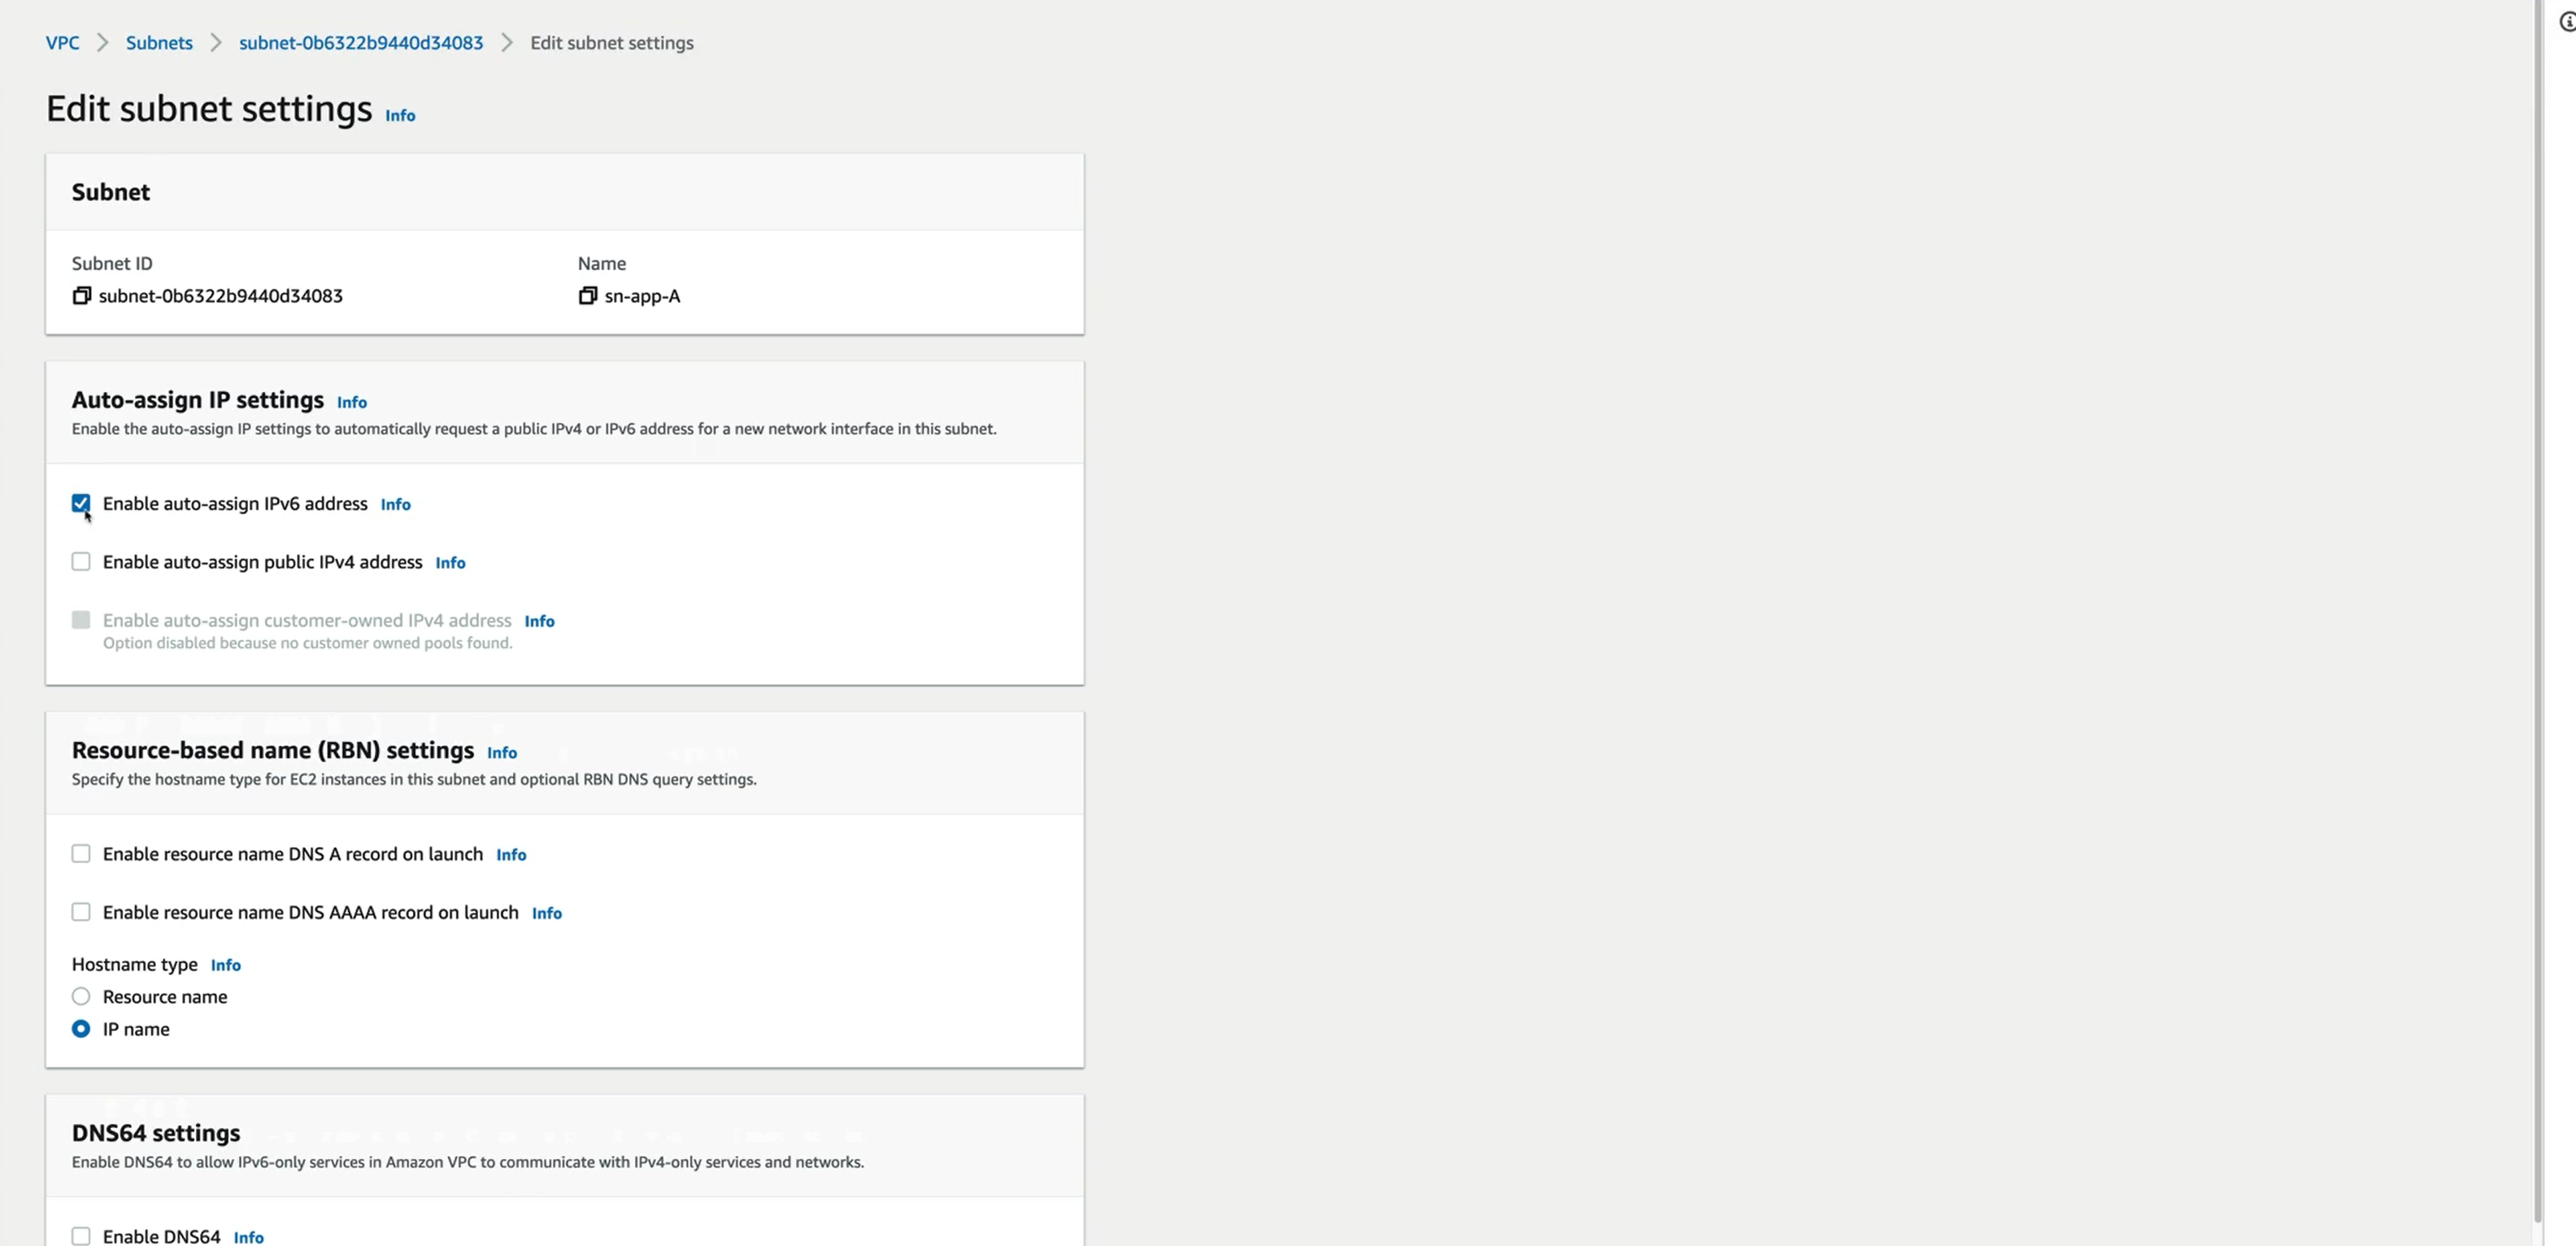 VPC > Subnets > subnet-0b6322b9440d34083 > Edit subnet settings
Edit subnet settings Info
Subnet
Subnet ID Name
subnet-0b6322b9440d34083 sn-app-A
Auto-assign IP settings Info
Enable the auto-assign IP settings to automatically request a public IPv4 or IPv6 address for a new network interface in this subnet.
Enable auto-assign IPv6 address Info
Enable auto-assign public IPv4 address Info
Enable auto-assign customer-owned IPv4 address Info
Option disabled because no customer owned pools found.
Resource-based name (RBN) settings Info
Specify the hostname type for EC2 instances in this subnet and optional RBN DNS query settings.
Enable resource name DNS A record on launch Info
Enable resource name DNS AAAA record on launch Info
Hostname type Info
Resource name
IP name
DNS64 settings
Enable DNS64 to allow IPv6-only services in Amazon VPC to communicate with IPv4-only services and networks.
Enable DNS64 Info